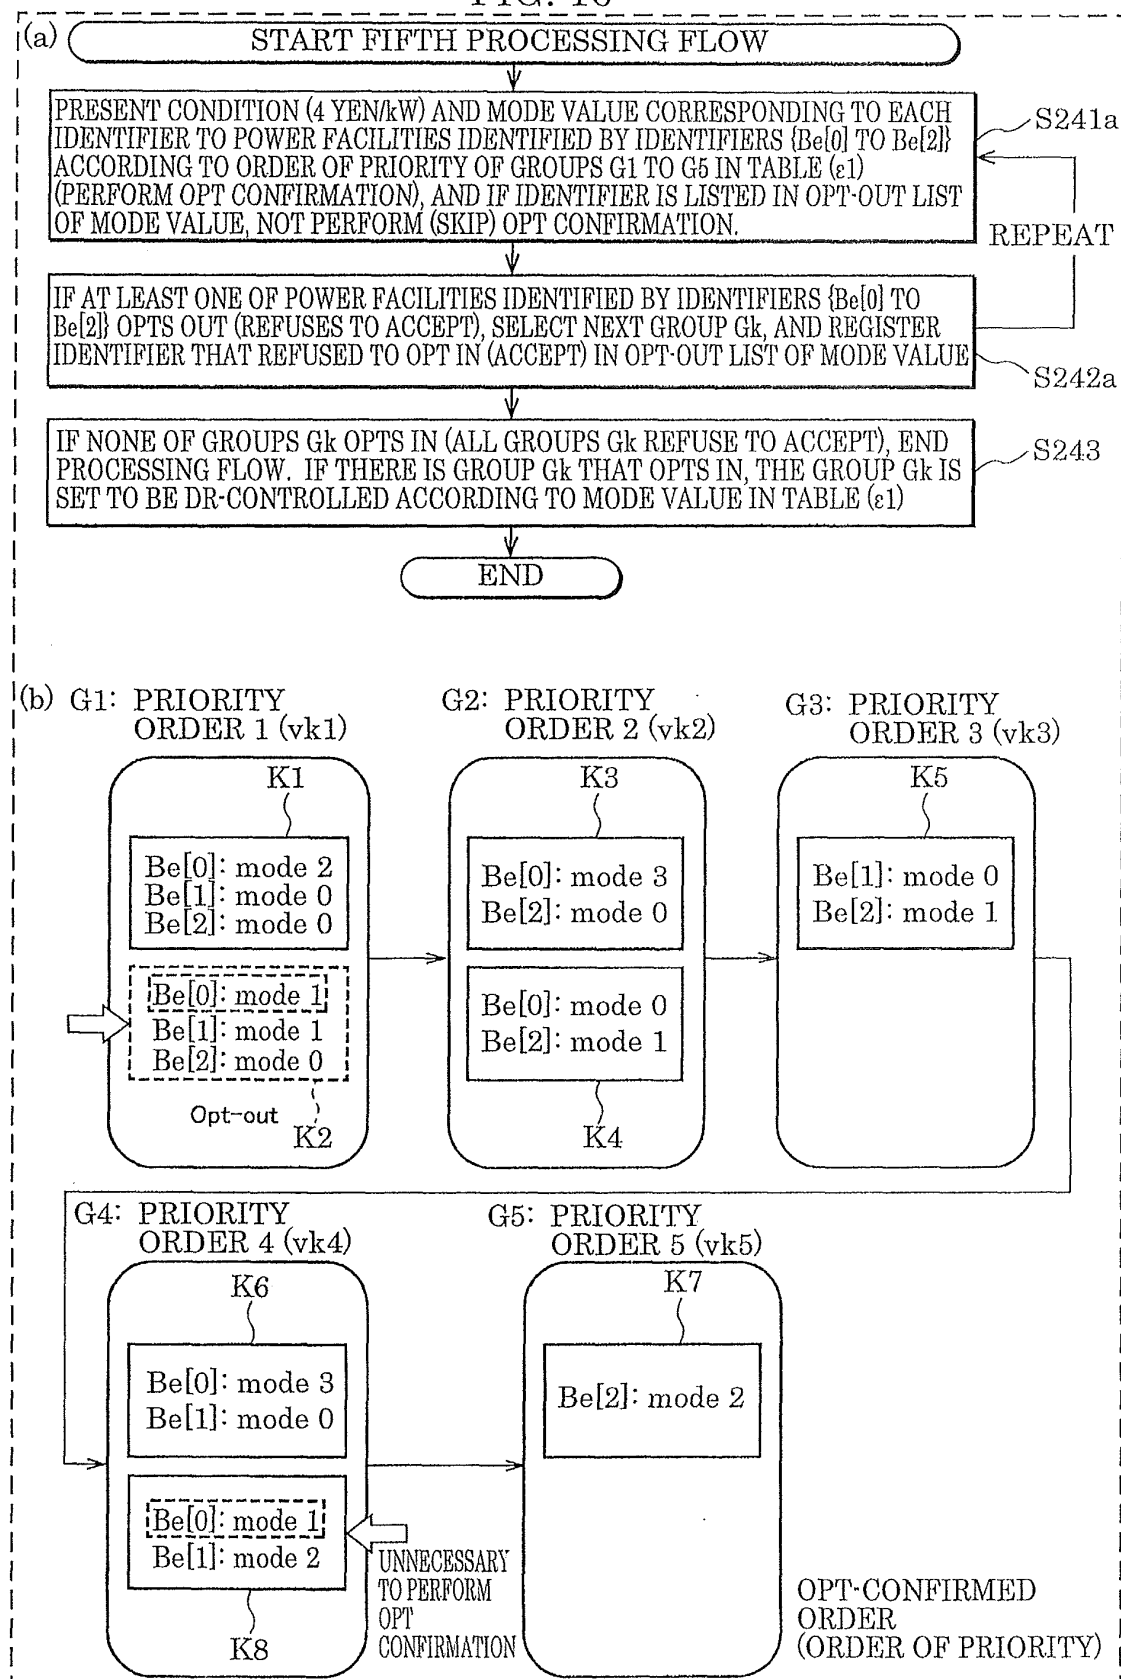 FIG. 16
(a)
START FIFTH PROCESSING FLOW
PRESENT CONDITION (4 YEN/kW) AND MODE VALUE CORRESPONDING TO EACH
IDENTIFIER TO POWER FACILITIES IDENTIFIED BY IDENTIFIERS {Be[0] TO Be[2]}
ACCORDING TO ORDER OF PRIORITY OF GROUPS G1 TO G5 IN TABLE (ε1)
(PERFORM OPT CONFIRMATION), AND IF IDENTIFIER IS LISTED IN OPT-OUT LIST
OF MODE VALUE, NOT PERFORM (SKIP) OPT CONFIRMATION.
S241a
REPEAT
IF AT LEAST ONE OF POWER FACILITIES IDENTIFIED BY IDENTIFIERS {Be[0] TO
Be[2]} OPTS OUT (REFUSES TO ACCEPT), SELECT NEXT GROUP Gk, AND REGISTER
IDENTIFIER THAT REFUSED TO OPT IN (ACCEPT) IN OPT-OUT LIST OF MODE VALUE
S242a
IF NONE OF GROUPS Gk OPTS IN (ALL GROUPS Gk REFUSE TO ACCEPT), END
PROCESSING FLOW. IF THERE IS GROUP Gk THAT OPTS IN, THE GROUP Gk IS
SET TO BE DR-CONTROLLED ACCORDING TO MODE VALUE IN TABLE (ε1)
S243
END
(b)
G1: PRIORITY
ORDER 1 (vk1)
K1
Be[0]: mode 2
Be[1]: mode 0
Be[2]: mode 0
Be[0]: mode 1
Be[1]: mode 1
Be[2]: mode 0
Opt-out
K2
G2: PRIORITY
ORDER 2 (vk2)
K3
Be[0]: mode 3
Be[2]: mode 0
Be[0]: mode 0
Be[2]: mode 1
K4
G3: PRIORITY
ORDER 3 (vk3)
K5
Be[1]: mode 0
Be[2]: mode 1
G4: PRIORITY
ORDER 4 (vk4)
K6
Be[0]: mode 3
Be[1]: mode 0
Be[0]: mode 1
Be[1]: mode 2
K8
UNNECESSARY
TO PERFORM
OPT
CONFIRMATION
G5: PRIORITY
ORDER 5 (vk5)
K7
Be[2]: mode 2
OPT-CONFIRMED
ORDER
(ORDER OF PRIORITY)